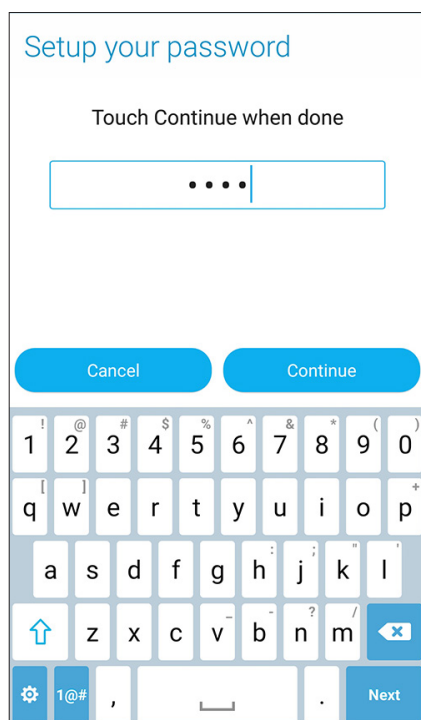 Setup your password
Touch Continue when done
••••
Cancel Continue
! @ # $ % ^ & * ( )
1 2 3 4 5 6 7 8 9 0
[ ] +
q w e r t y u i o p
: ; " '
a s d f g h j k l
_ - ? /
z x c v b n m
1@# , . Next